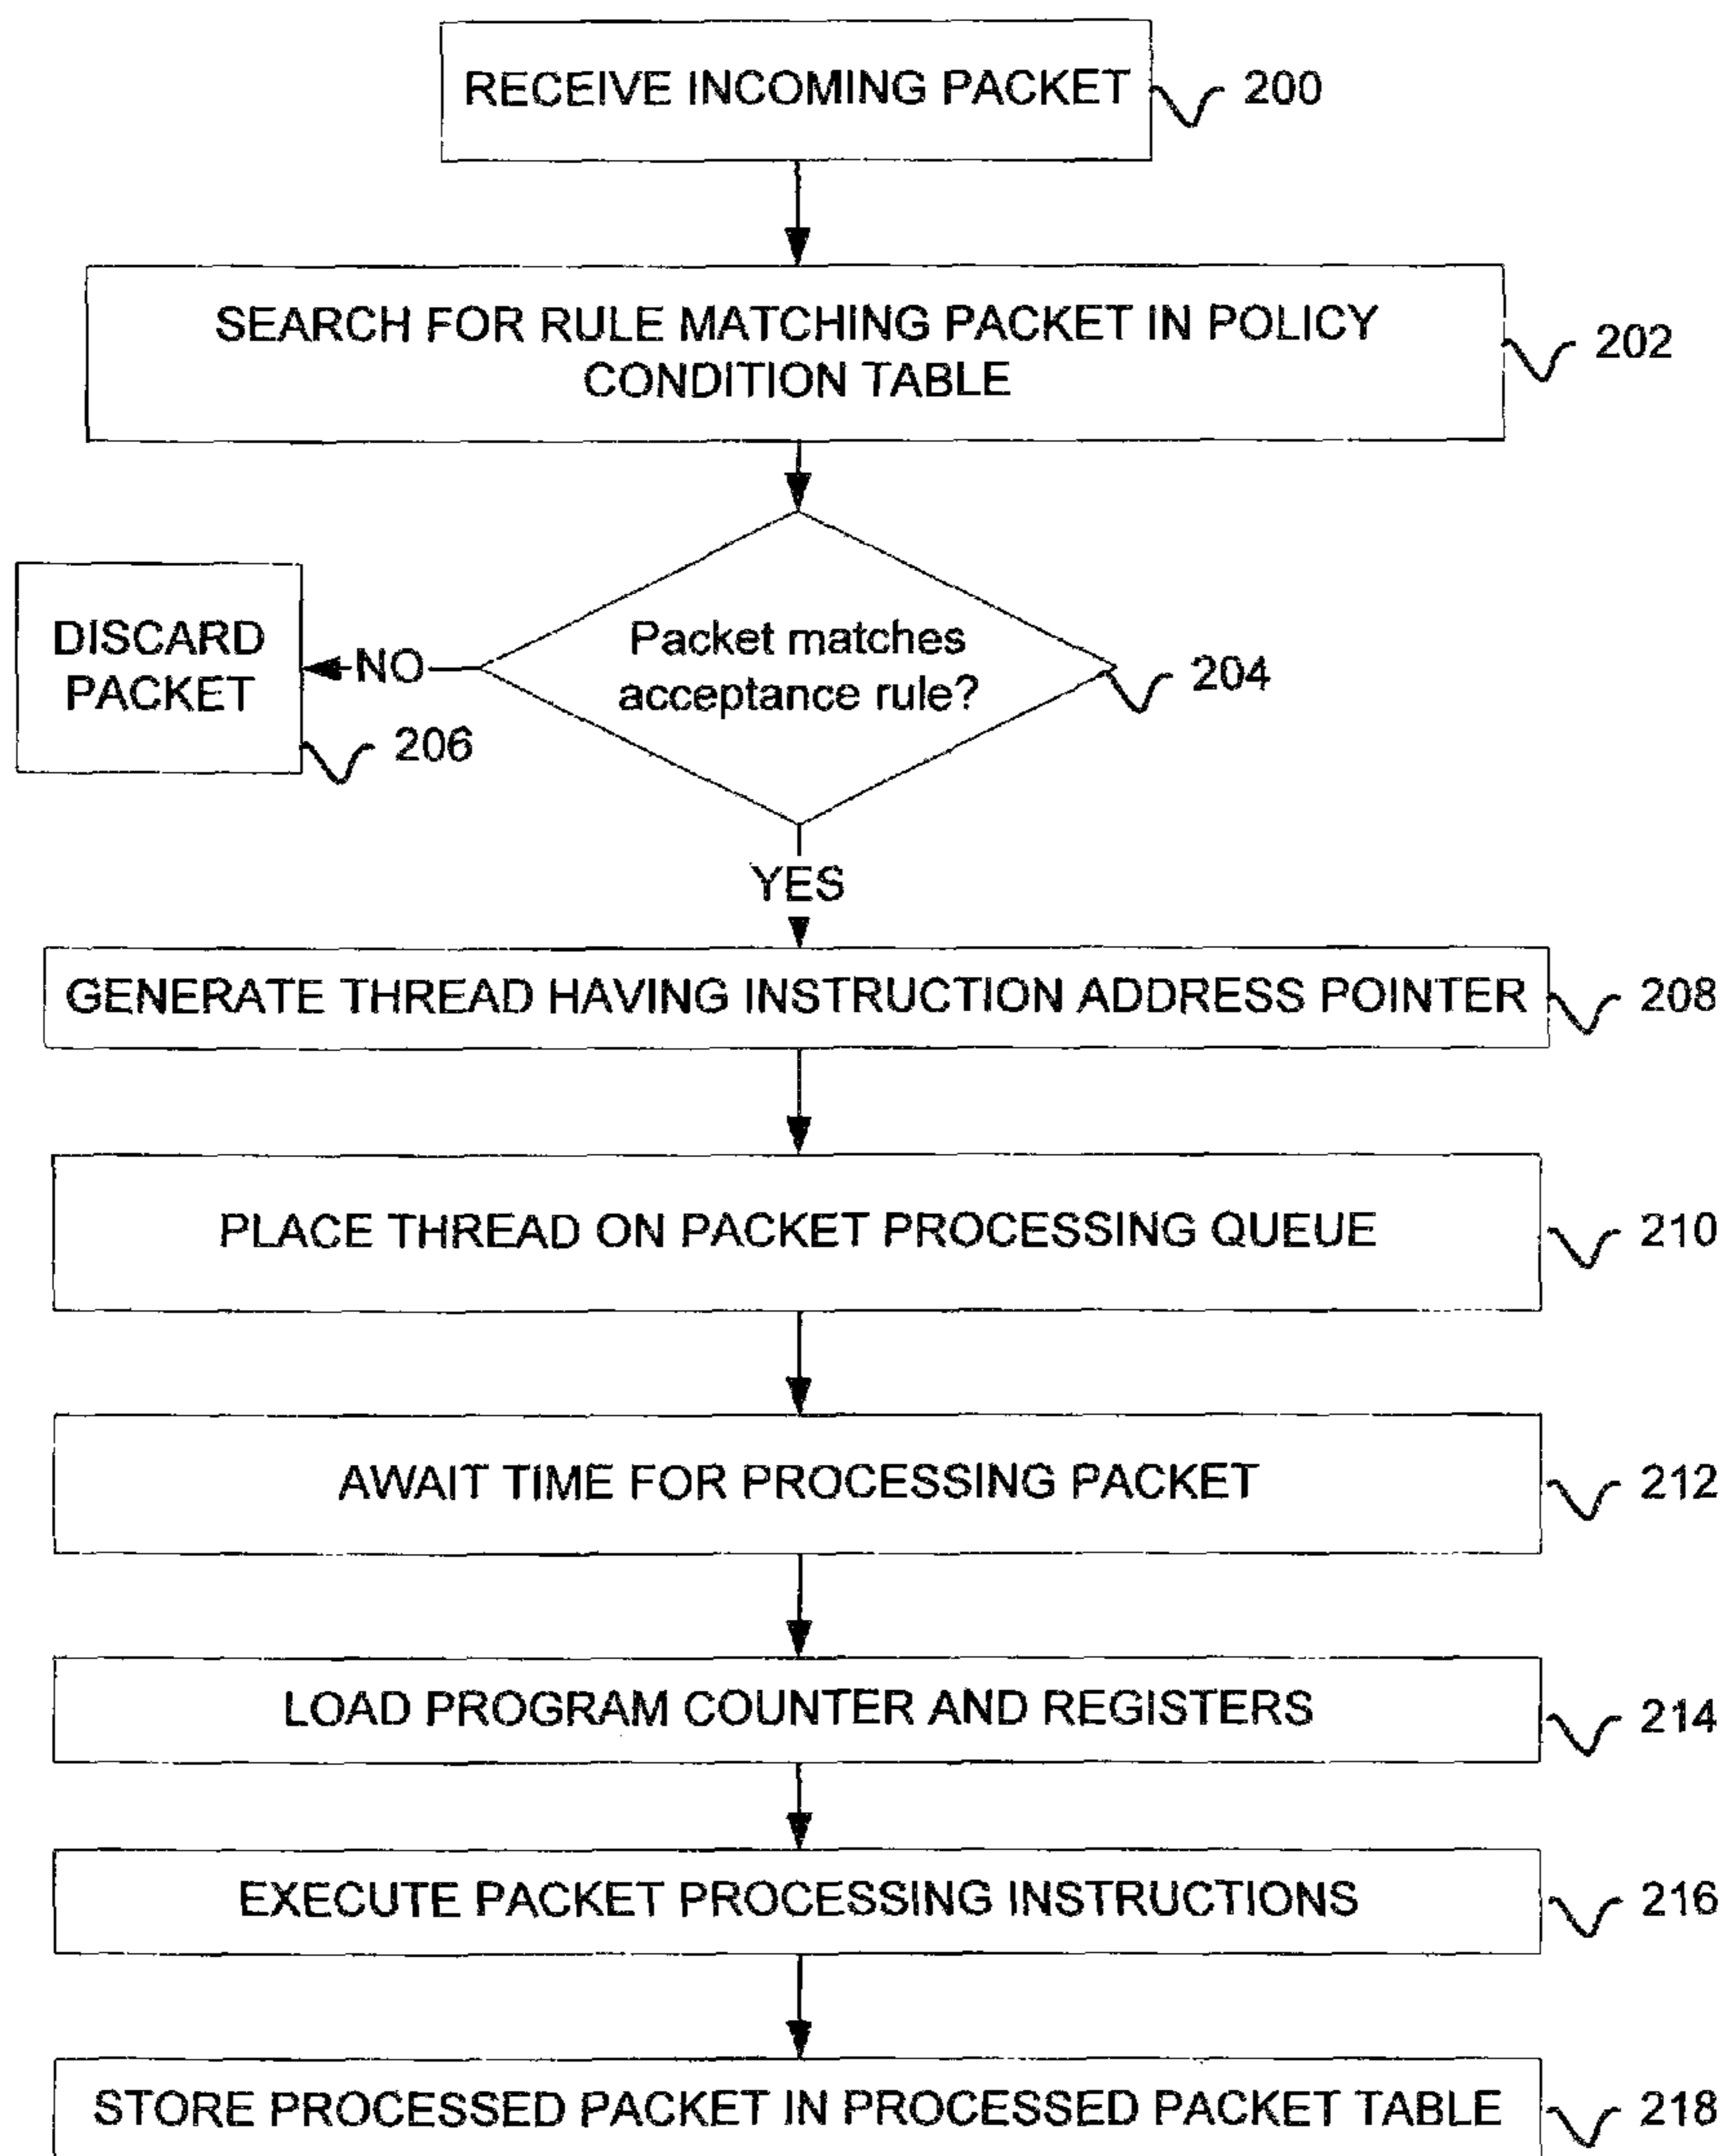 RECEIVE INCOMING PACKET
200
SEARCH FOR RULE MATCHING PACKET IN POLICY
CONDITION TABLE
202
Packet matches
acceptance rule?
204
NO
DISCARD
PACKET
206
YES
GENERATE THREAD HAVING INSTRUCTION ADDRESS POINTER
208
PLACE THREAD ON PACKET PROCESSING QUEUE
210
AWAIT TIME FOR PROCESSING PACKET
212
LOAD PROGRAM COUNTER AND REGISTERS
214
EXECUTE PACKET PROCESSING INSTRUCTIONS
216
STORE PROCESSED PACKET IN PROCESSED PACKET TABLE
218